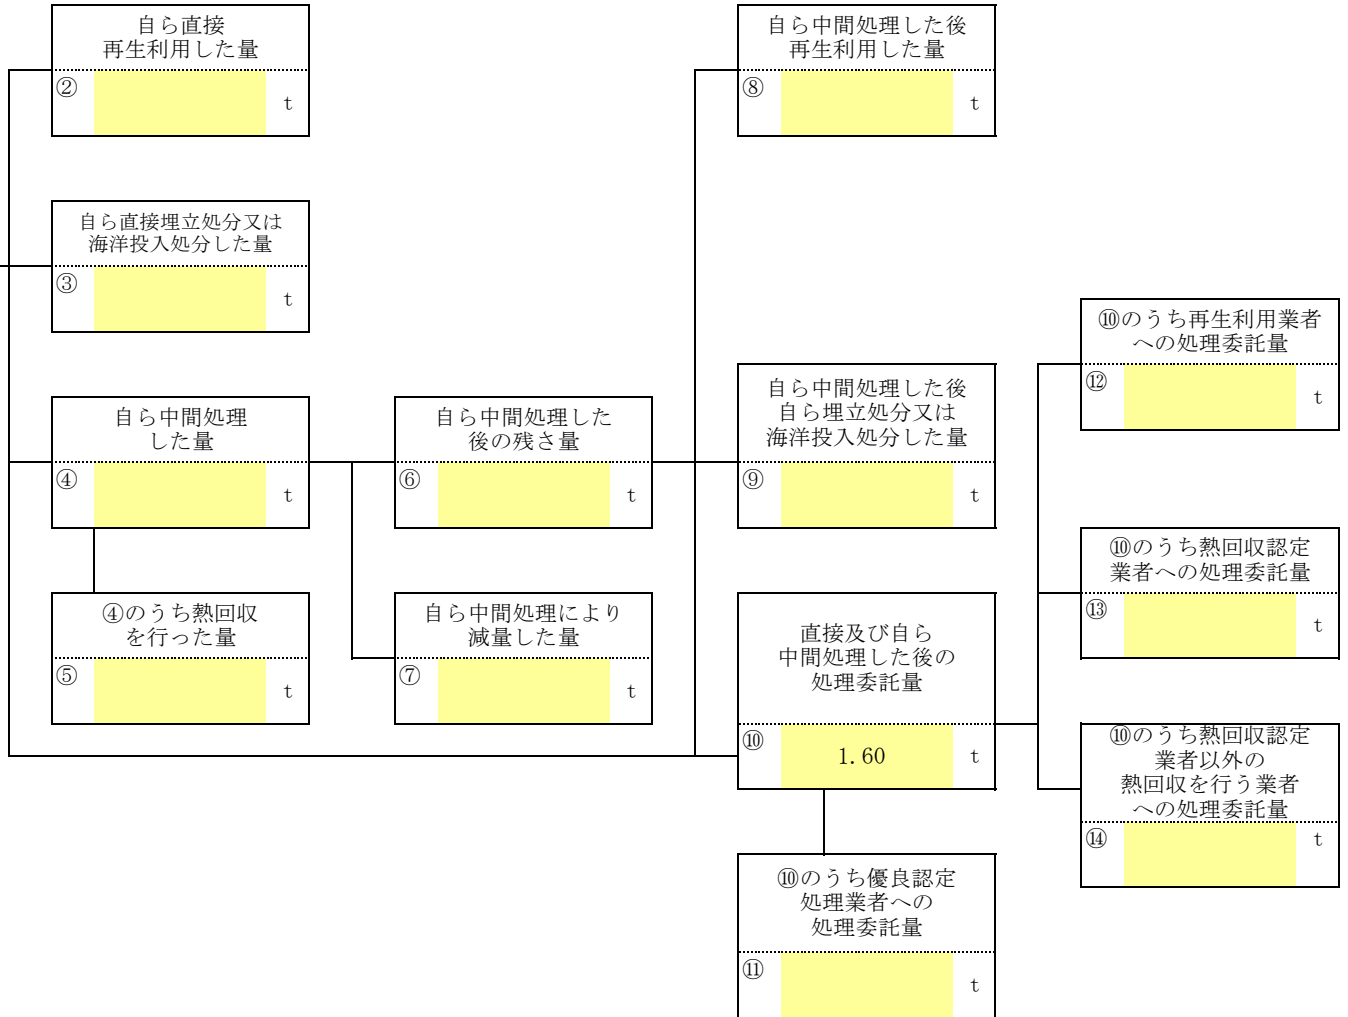 自ら直接
再生利用した量
②
t
自ら中間処理した後
再生利用した量
⑧
t
自ら直接埋立処分又は
海洋投入処分した量
③
t
⑩のうち再生利用業者
への処理委託量
⑫
t
自ら中間処理
した量
④
t
自ら中間処理した
後の残さ量
⑥
t
自ら中間処理した後
自ら埋立処分又は
海洋投入処分した量
⑨
t
⑩のうち熱回収認定
業者への処理委託量
⑬
t
④のうち熱回収
を行った量
⑤
t
自ら中間処理により
減量した量
⑦
t
直接及び自ら
中間処理した後の
処理委託量
⑩
1.60
t
⑩のうち熱回収認定
業者以外の
熱回収を行う業者
への処理委託量
⑭
t
⑩のうち優良認定
処理業者への
処理委託量
⑪
t